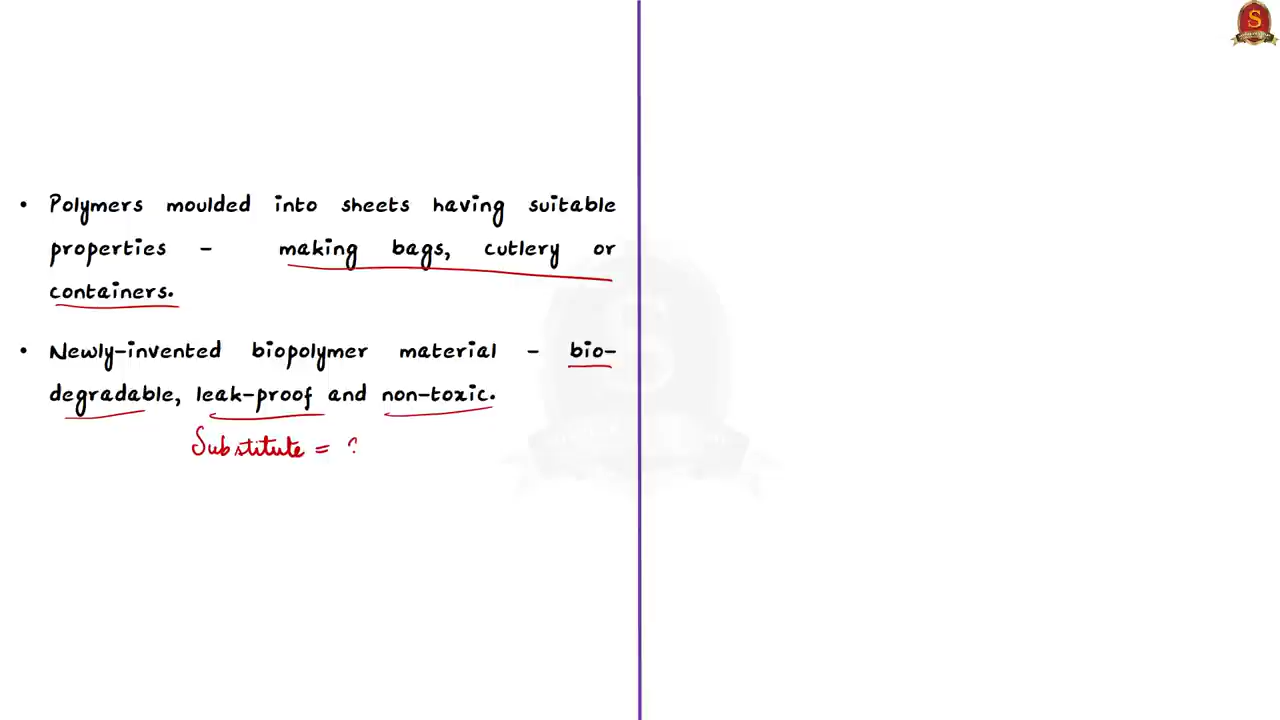 • Polymers moulded into sheets having suitable
properties - making bags, cutlery or
containers.
• Newly-invented biopolymer material - bio-
degradable, leak-proof and non-toxic.
Substitute = ?
S